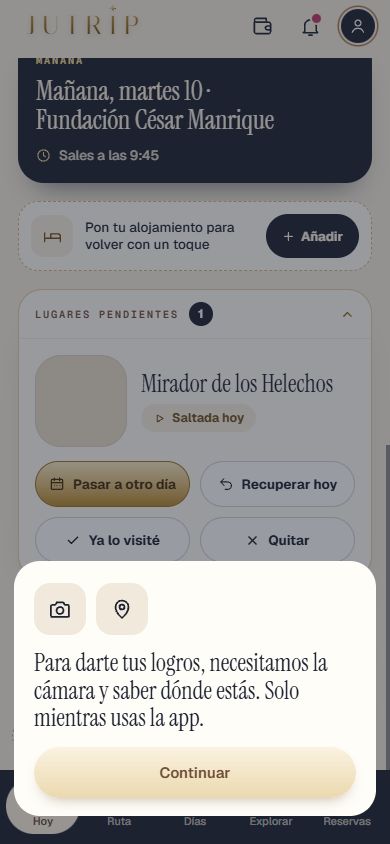 JUTRIP
MAÑANA
Mañana, martes 10 ·
Fundación César Manrique
Sales a las 9:45
Pon tu alojamiento para
volver con un toque
+ Añadir
LUGARES PENDIENTES 1
Mirador de los Helechos
Saltada hoy
Pasar a otro día
Recuperar hoy
Ya lo visité
Quitar
Para darte tus logros, necesitamos la
cámara y saber dónde estás. Solo
mientras usas la app.
Continuar
Hoy Ruta Días Explorar Reservas